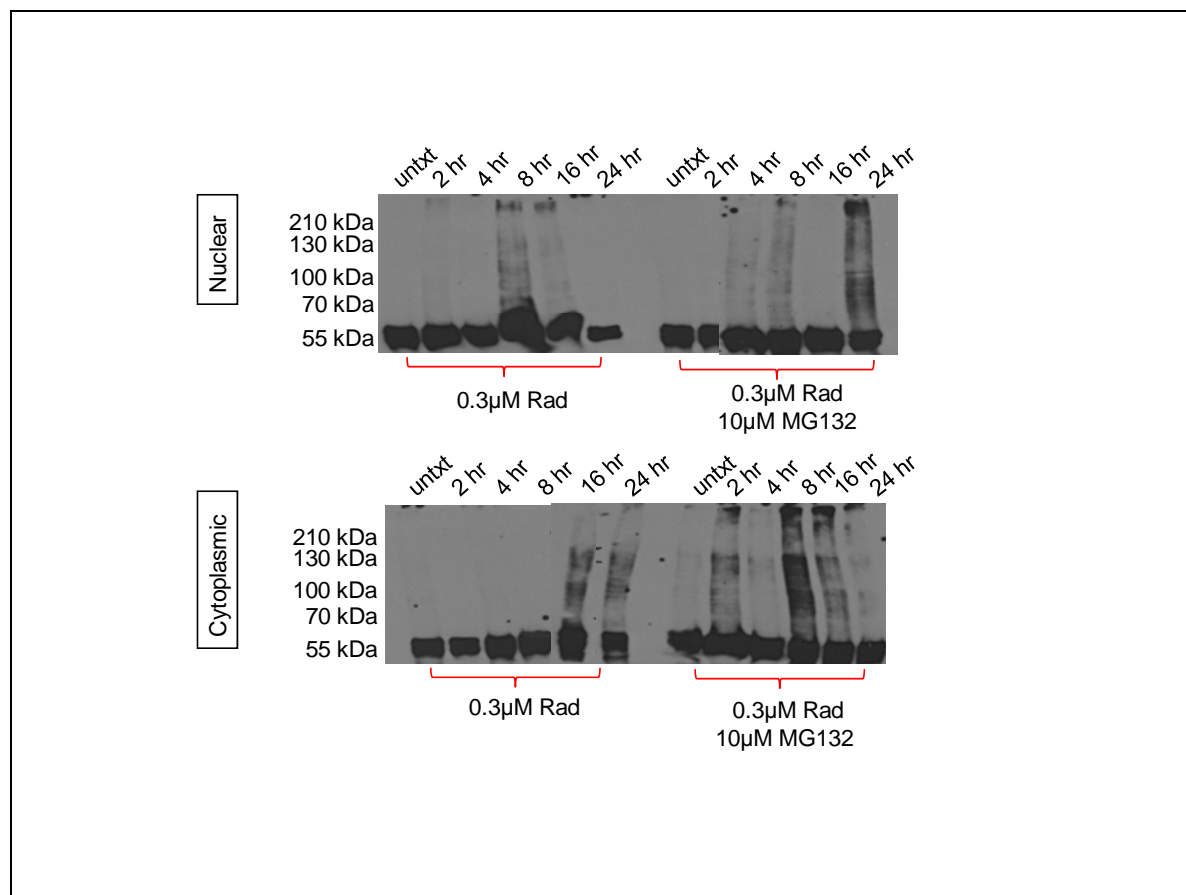 untxt 2 hr 4 hr 8 hr 16 hr 24 hr untxt 2 hr 4 hr 8 hr 16 hr 24 hr
Nuclear
210 kDa
130 kDa
100 kDa
70 kDa
55 kDa
0.3µM Rad
0.3µM Rad
10µM MG132
untxt 2 hr 4 hr 8 hr 16 hr 24 hr untxt 2 hr 4 hr 8 hr 16 hr 24 hr
Cytoplasmic
210 kDa
130 kDa
100 kDa
70 kDa
55 kDa
0.3µM Rad
0.3µM Rad
10µM MG132